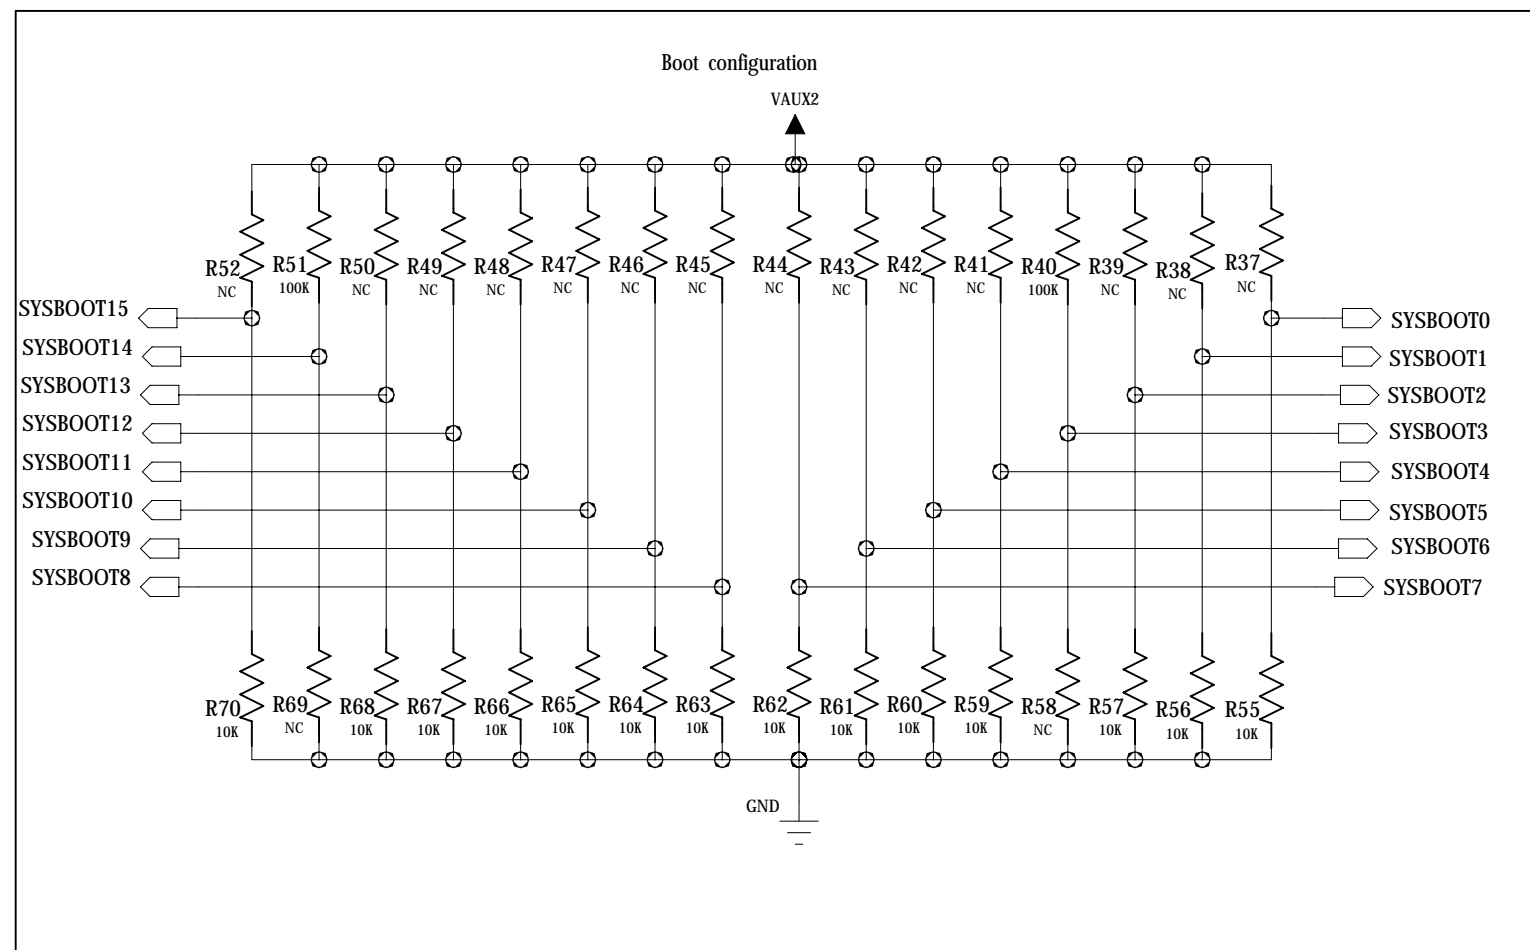 Boot configuration
VAUX2
R52 R51 R50 R49 R48 R47 R46 R45 R44 R43 R42 R41 R40 R39 R38 R37
NC 100K NC NC NC NC NC NC NC NC NC NC 100K NC NC NC
SYSBOOT15 SYSBOOT0
SYSBOOT14 SYSBOOT1
SYSBOOT13 SYSBOOT2
SYSBOOT12 SYSBOOT3
SYSBOOT11 SYSBOOT4
SYSBOOT10 SYSBOOT5
SYSBOOT9 SYSBOOT6
SYSBOOT8 SYSBOOT7
R70 R69 R68 R67 R66 R65 R64 R63 R62 R61 R60 R59 R58 R57 R56 R55
10K NC 10K 10K 10K 10K 10K 10K 10K 10K 10K 10K NC 10K 10K 10K
GND